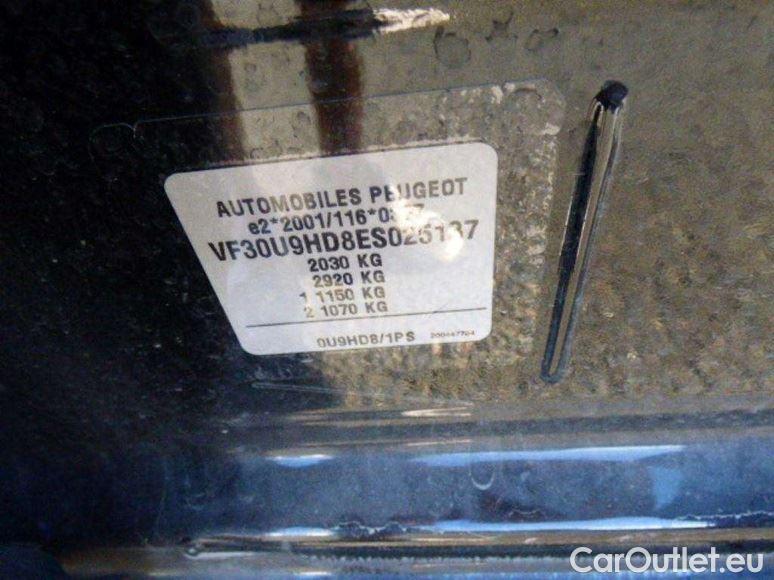 AUTOMOBILES PEUGEOT
VF30U9HD8ES025137
2030 KG
2920 KG
1 1150 KG
2 1070 KG
0U9HD8/1PS
CarOutlet.eu